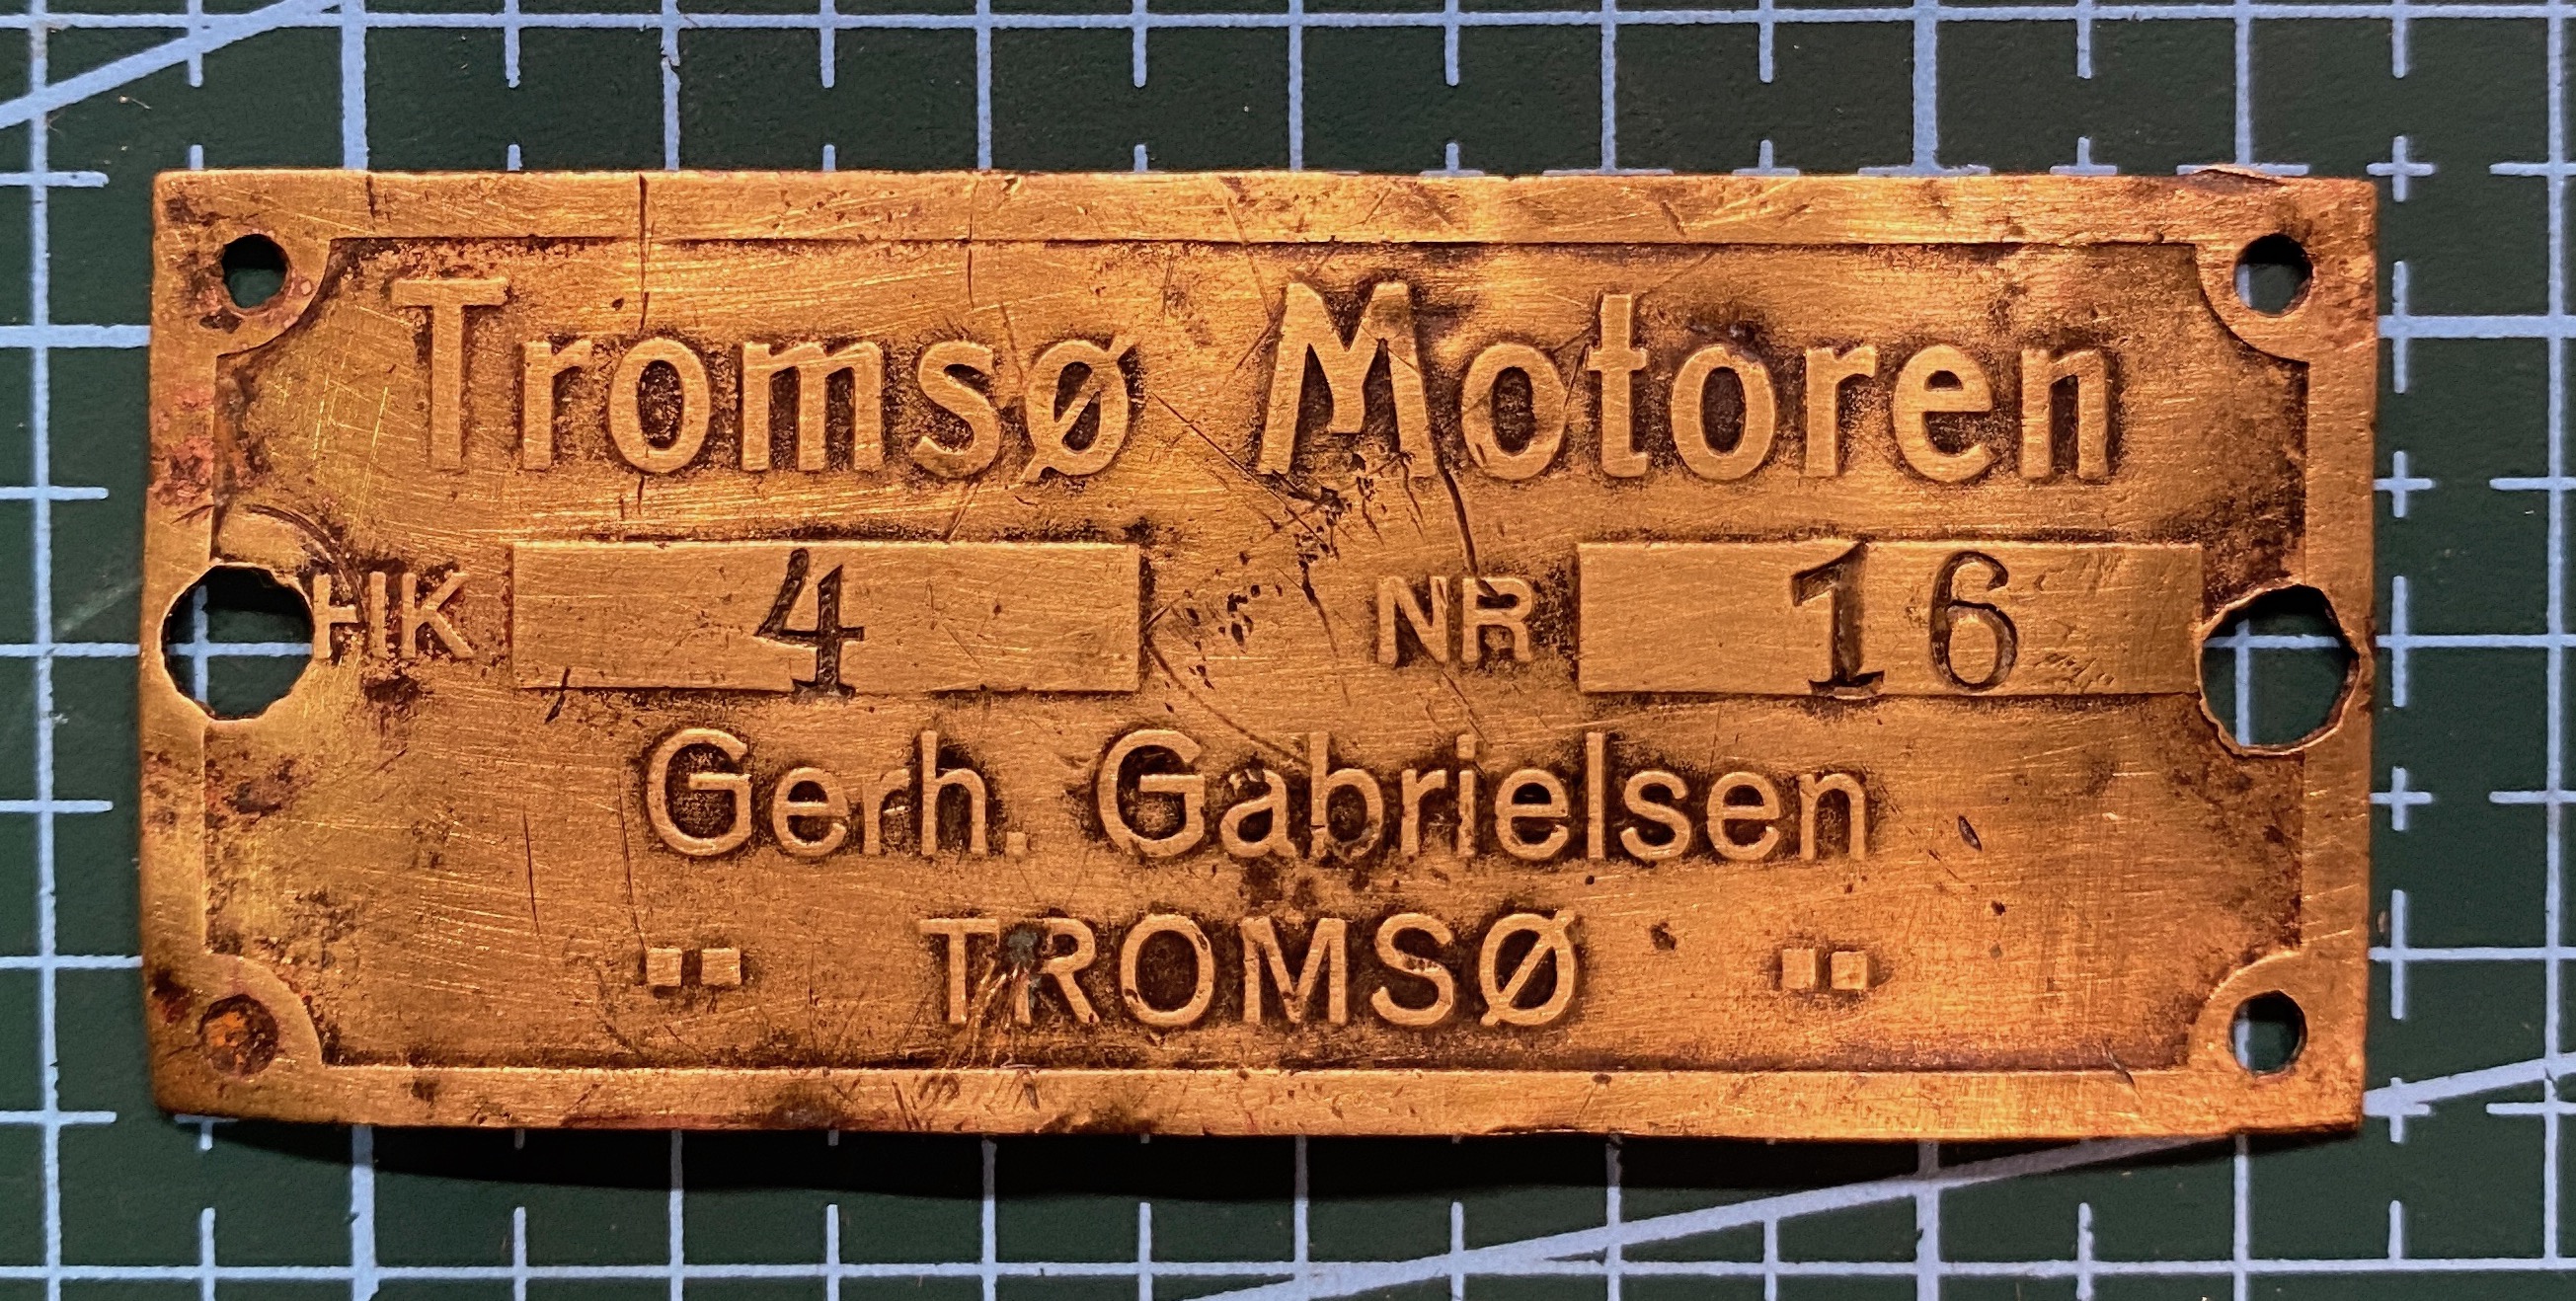 Tromsø Motoren
HK 4 NR 16
Gerh. Gabrielsen
" TROMSØ "